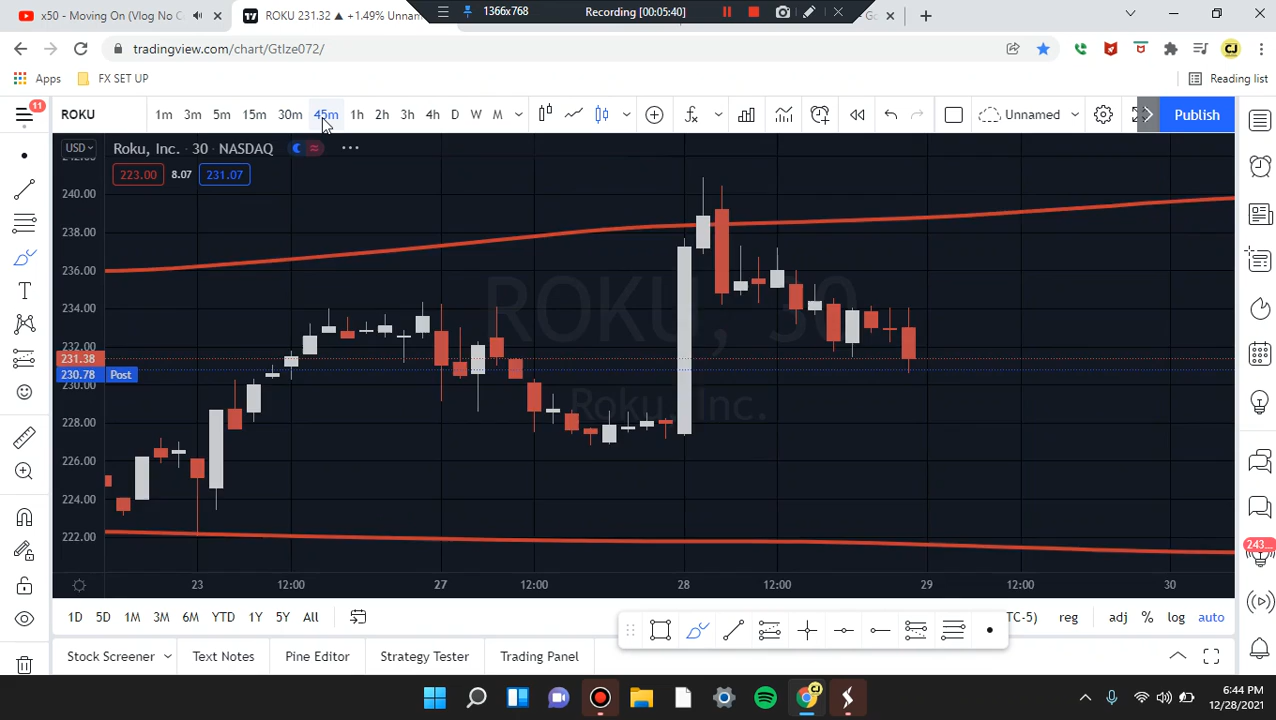 x50 - Moving On (Vlog No
ROKU 231.32 ▲ +1.49% Unnam
1366x768
Recording [00:05:40]
tradingview.com/chart/GtIze072/
Apps
FX SET UP
Reading list
11
ROKU
1m 3m 5m 15m 30m 45m 1h 2h 3h 4h D W M
Unnamed
Publish
USD
Roku, Inc. · 30 · NASDAQ
223.00 8.07 231.07
240.00
238.00
236.00
234.00
232.00
231.38
230.78 Post
230.00
228.00
226.00
224.00
222.00
ROKU, 30
Roku, Inc.
23 12:00 27 12:00 28 12:00 29 12:00 30
1D 5D 1M 3M 6M YTD 1Y 5Y All
TC-5) reg adj % log auto
243...
Stock Screener Text Notes Pine Editor Strategy Tester Trading Panel
6:44 PM
12/28/2021